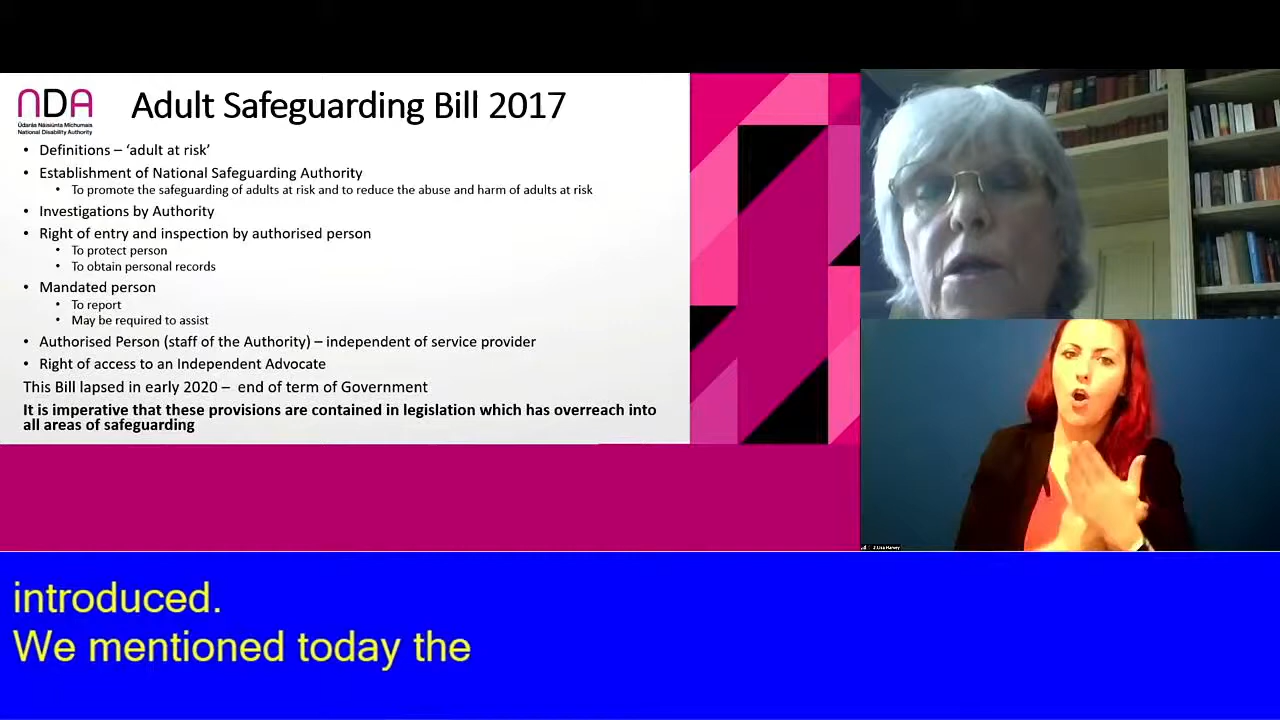 NDA
Údarás Náisiúnta Míchumais
National Disability Authority
Adult Safeguarding Bill 2017
• Definitions – ‘adult at risk’
• Establishment of National Safeguarding Authority
• To promote the safeguarding of adults at risk and to reduce the abuse and harm of adults at risk
• Investigations by Authority
• Right of entry and inspection by authorised person
• To protect person
• To obtain personal records
• Mandated person
• To report
• May be required to assist
• Authorised Person (staff of the Authority) – independent of service provider
• Right of access to an Independent Advocate
This Bill lapsed in early 2020 – end of term of Government
It is imperative that these provisions are contained in legislation which has overreach into
all areas of safeguarding
introduced.
We mentioned today the